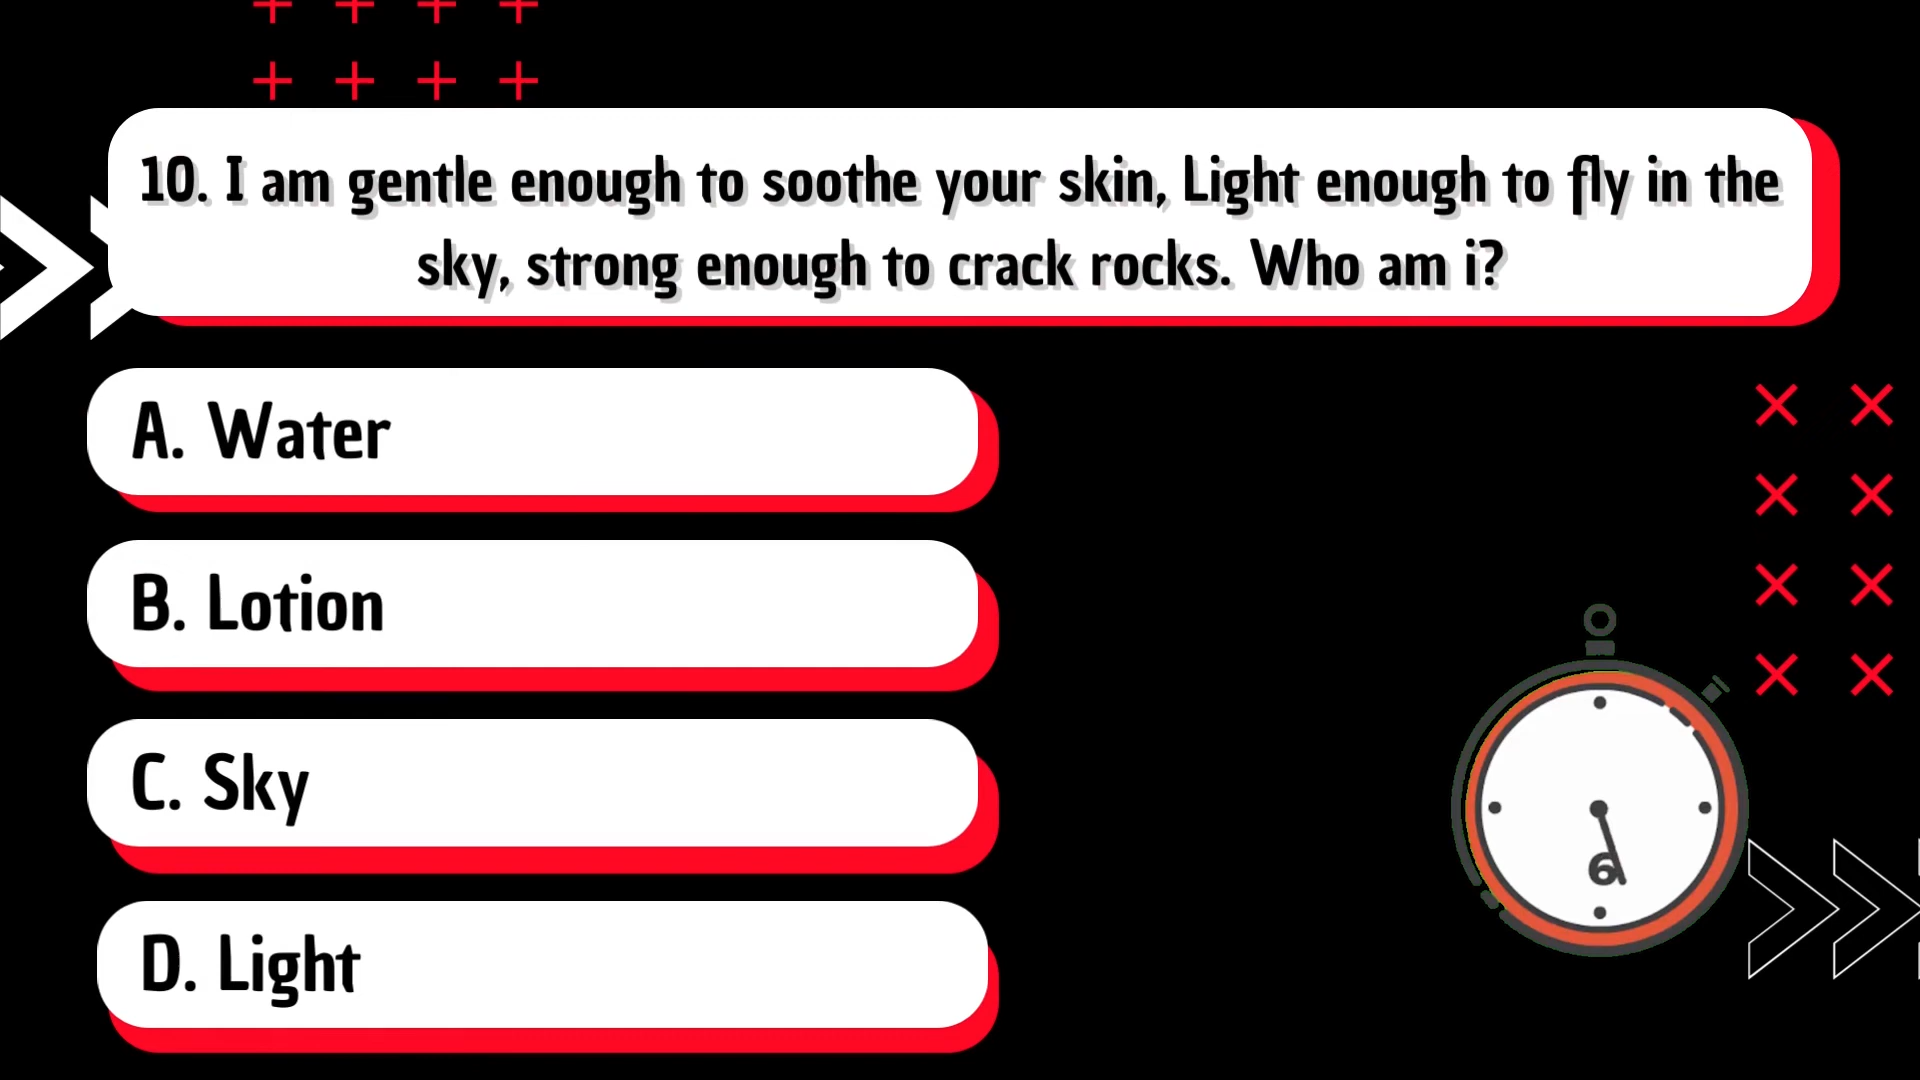 10. I am gentle enough to soothe your skin, Light enough to fly in the
sky, strong enough to crack rocks. Who am i?
A. Water
B. Lotion
C. Sky
D. Light
6